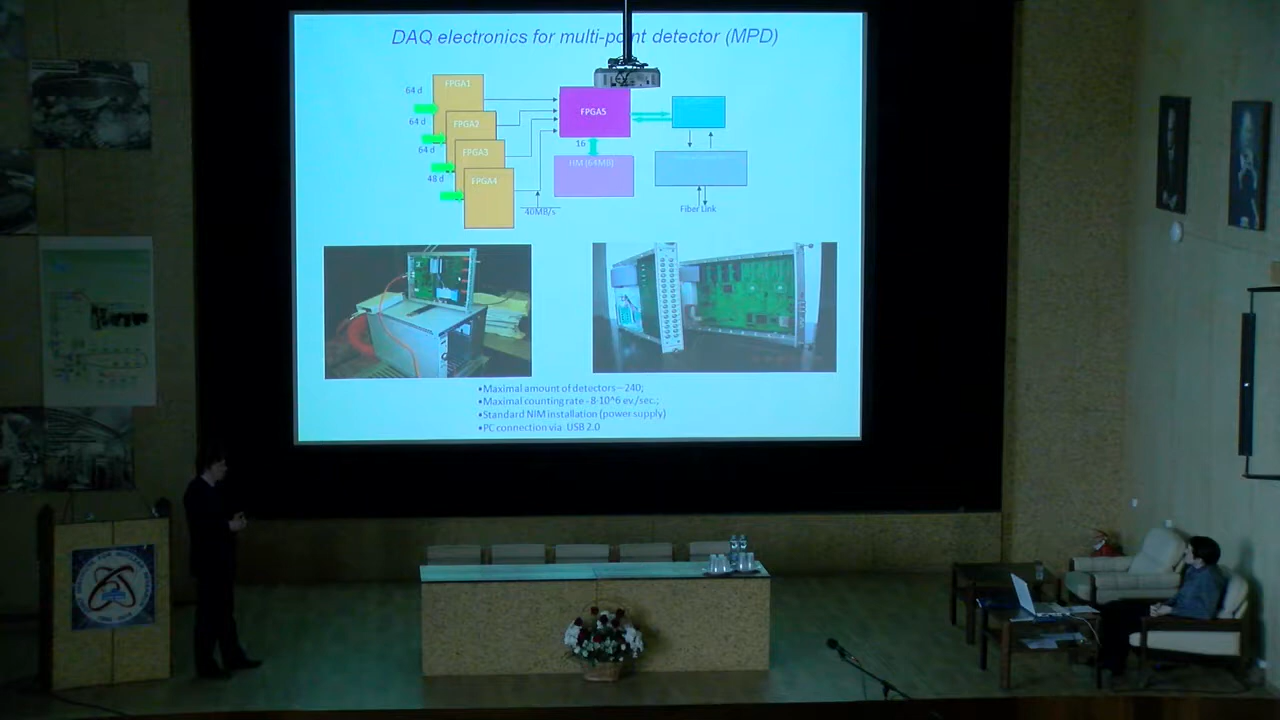 DAQ electronics for multi-point detector (MPD)
FPGA1
64 d
FPGA2
64 d
FPGA3
64 d
FPGA4
48 d
FPGA5
16
HM (64MB)
40MB/s
Fiber Link
•Maximal amount of detectors – 240;
•Maximal counting rate - 8·10^6 ev./sec.;
•Standard NIM installation (power supply)
•PC connection via USB 2.0